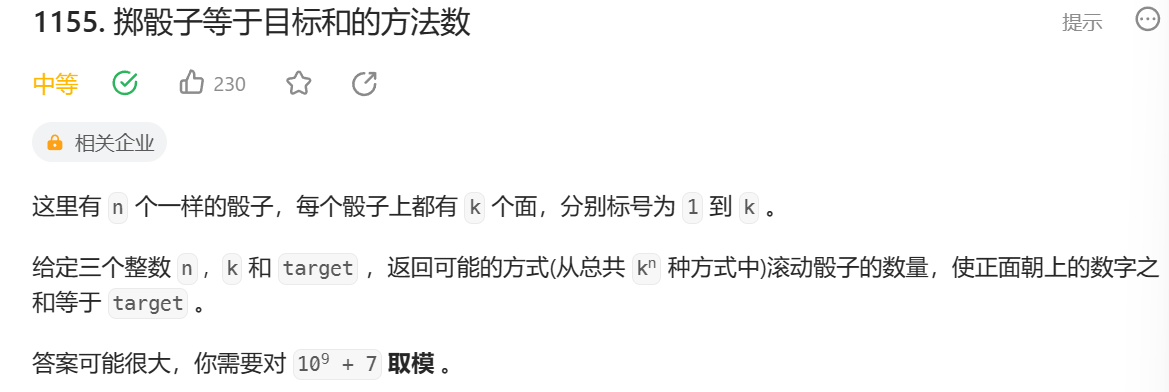 1155. 掷骰子等于目标和的方法数
提示
中等
230
相关企业
这里有 n 个一样的骰子，每个骰子上都有 k 个面，分别标号为 1 到 k 。
给定三个整数 n ，k 和 target ，返回可能的方式(从总共 kⁿ 种方式中)滚动骰子的数量，使正面朝上的数字之
和等于 target 。
答案可能很大，你需要对 10⁹ + 7 取模 。